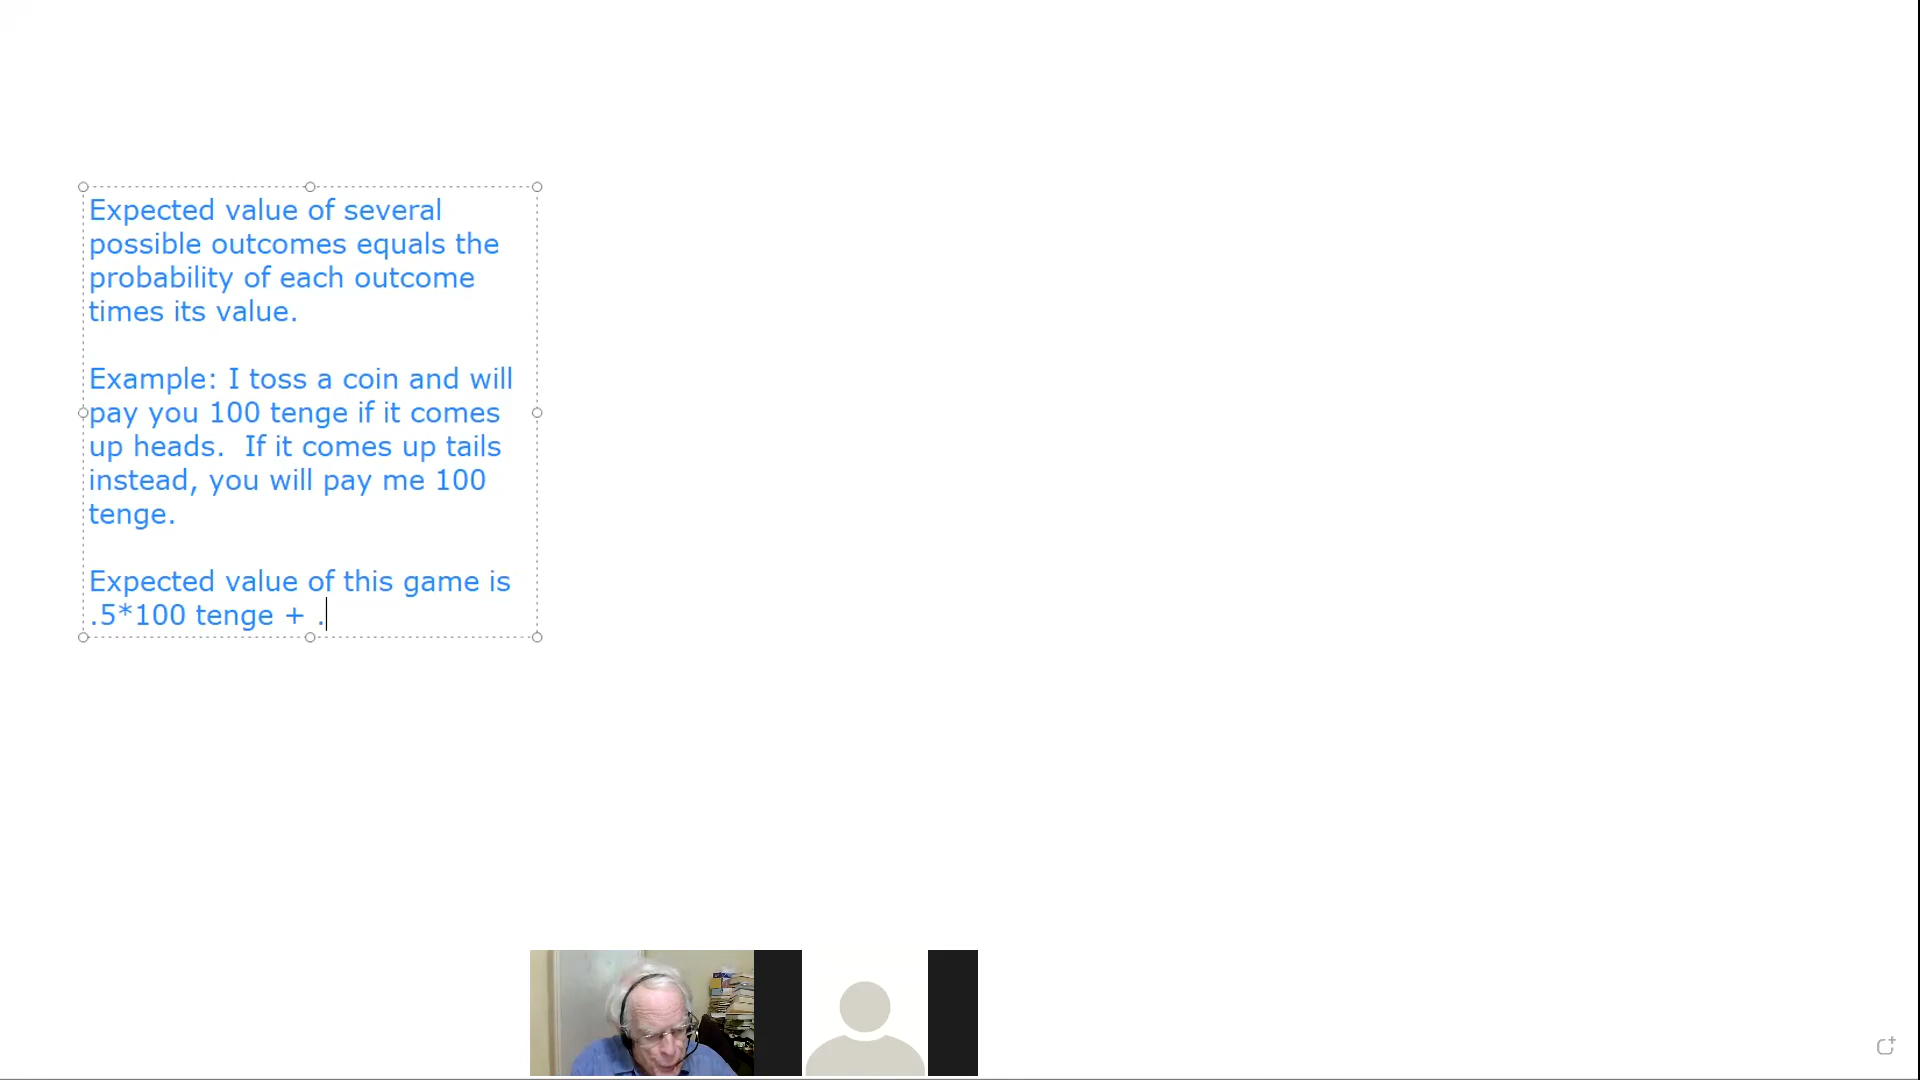 Expected value of several
possible outcomes equals the
probability of each outcome
times its value.
Example: I toss a coin and will
pay you 100 tenge if it comes
up heads.  If it comes up tails
instead, you will pay me 100
tenge.
Expected value of this game is
.5*100 tenge + .